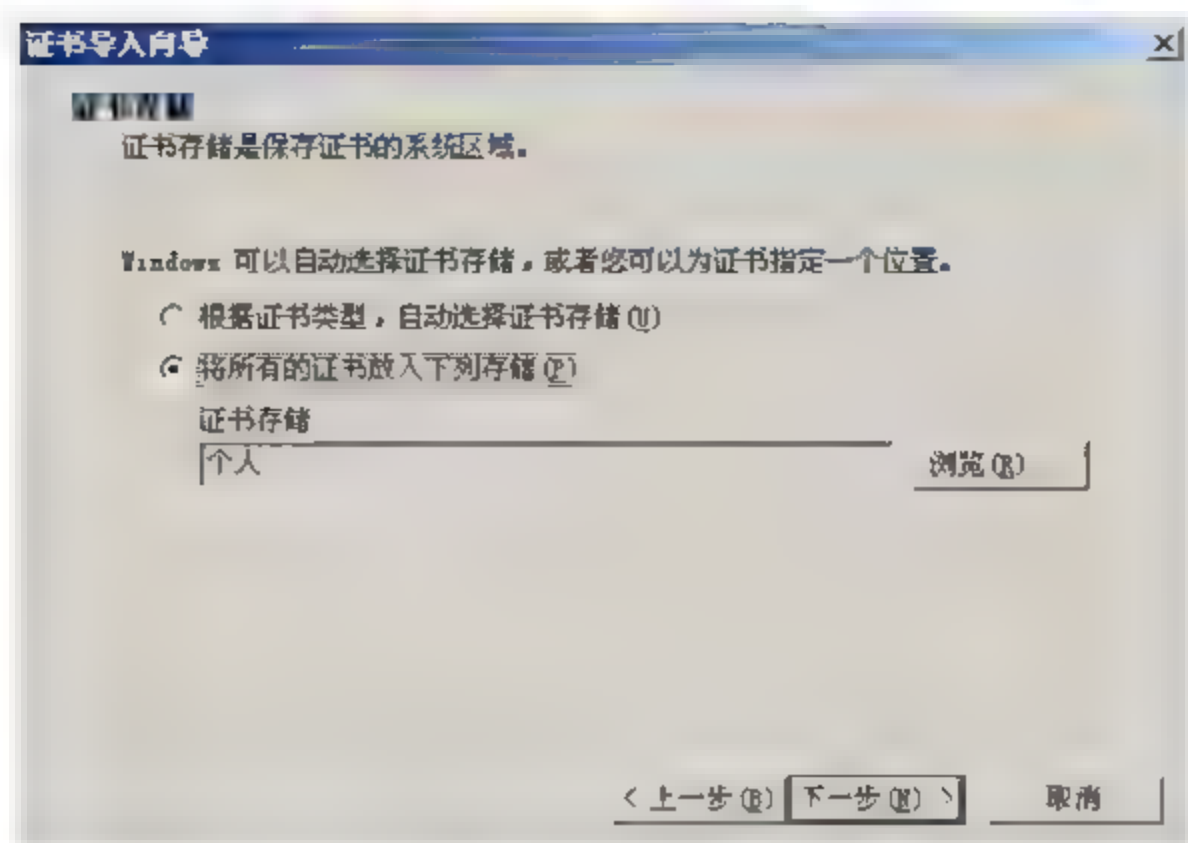 证书导入向导
证书存储
证书存储是保存证书的系统区域。
Windows 可以自动选择证书存储，或者您可以为证书指定一个位置。
根据证书类型，自动选择证书存储(U)
将所有的证书放入下列存储(P)
证书存储
个人
浏览(R)
< 上一步(B) 下一步(N) > 取消